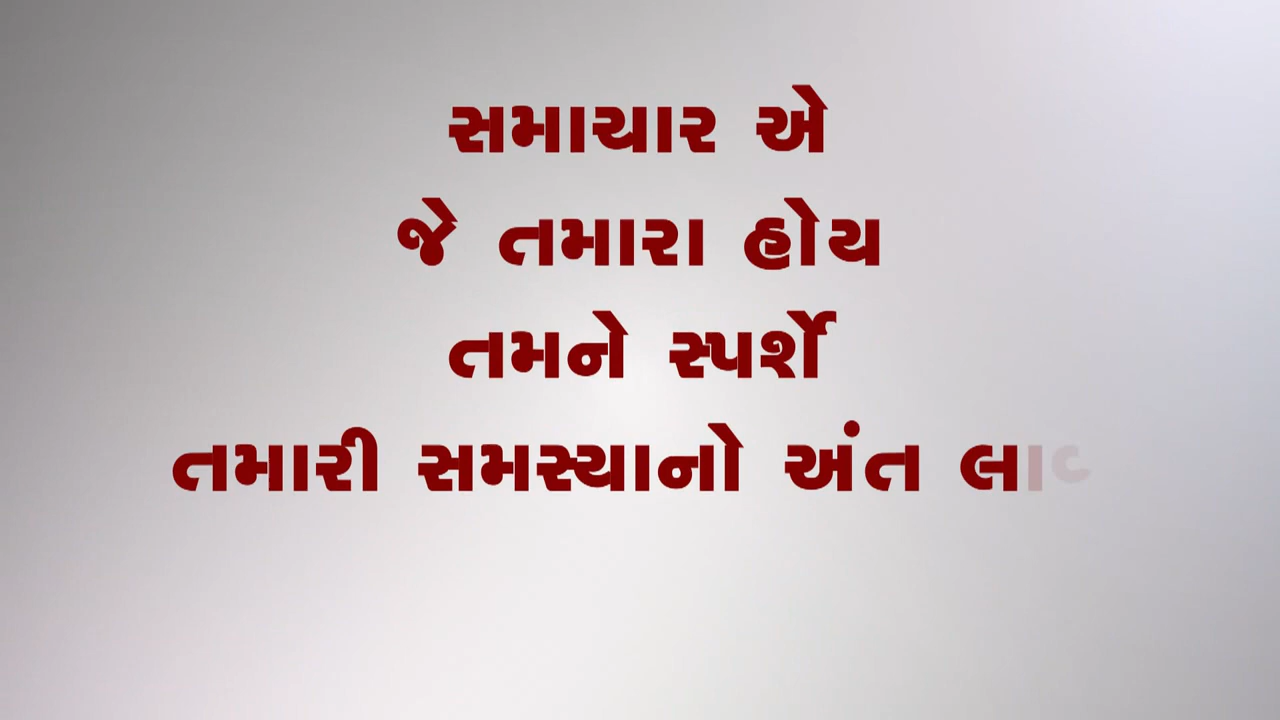 સમાચાર એ
જે તમારા હોય
તમને સ્પર્શે
તમારી સમસ્યાનો અંત